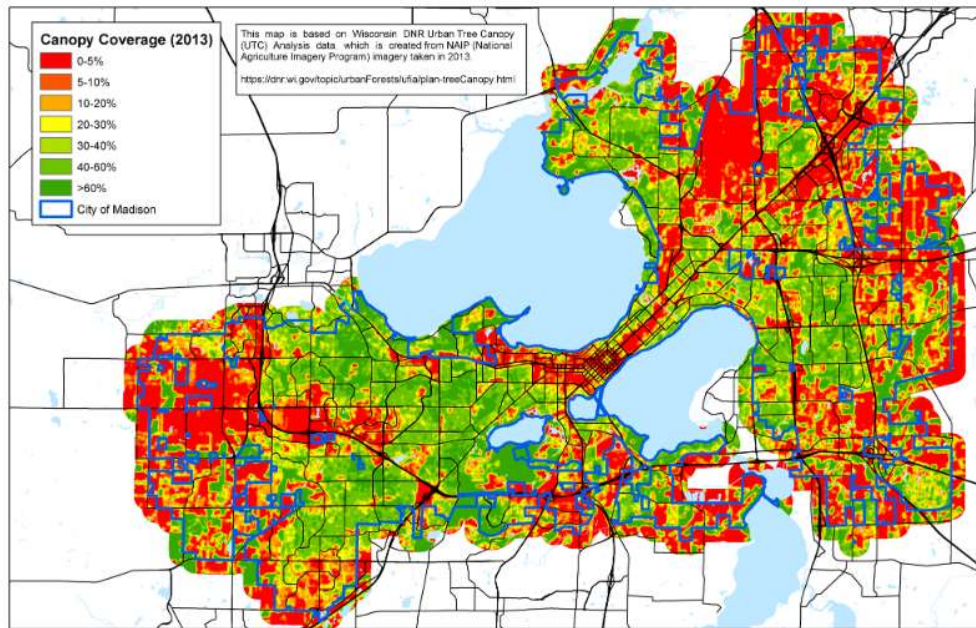 Canopy Coverage (2013)
0-5%
5-10%
10-20%
20-30%
30-40%
40-60%
>60%
City of Madison
This map is based on Wisconsin DNR Urban Tree Canopy
(UTC) Analysis data, which is created from NAIP (National
Agriculture Imagery Program) imagery taken in 2013.
https://dnr.wi.gov/topic/urbanForests/ufia/plan-treeCanopy.html